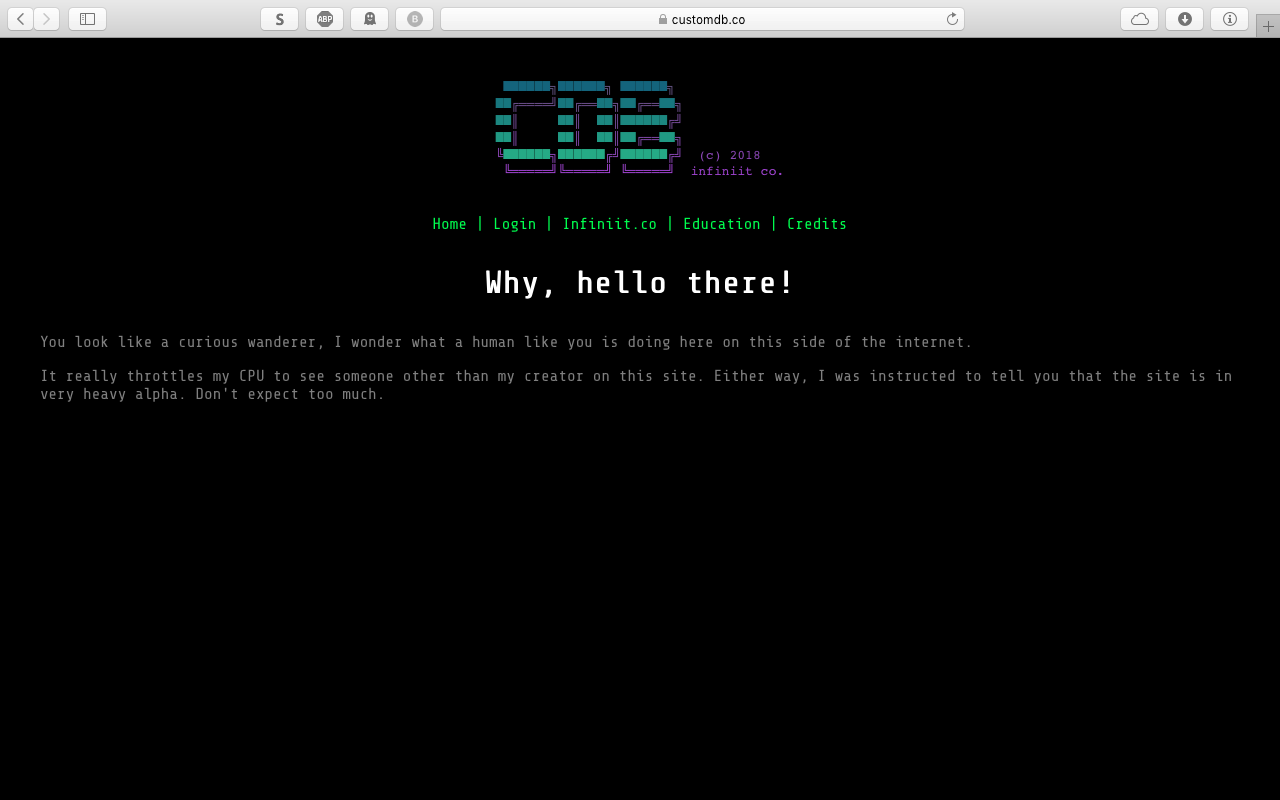 S
ABP
B
customdb.co
CDB
(c) 2018
infiniit co.
Home | Login | Infiniit.co | Education | Credits
Why, hello there!
You look like a curious wanderer, I wonder what a human like you is doing here on this side of the internet.
It really throttles my CPU to see someone other than my creator on this site. Either way, I was instructed to tell you that the site is in
very heavy alpha. Don't expect too much.